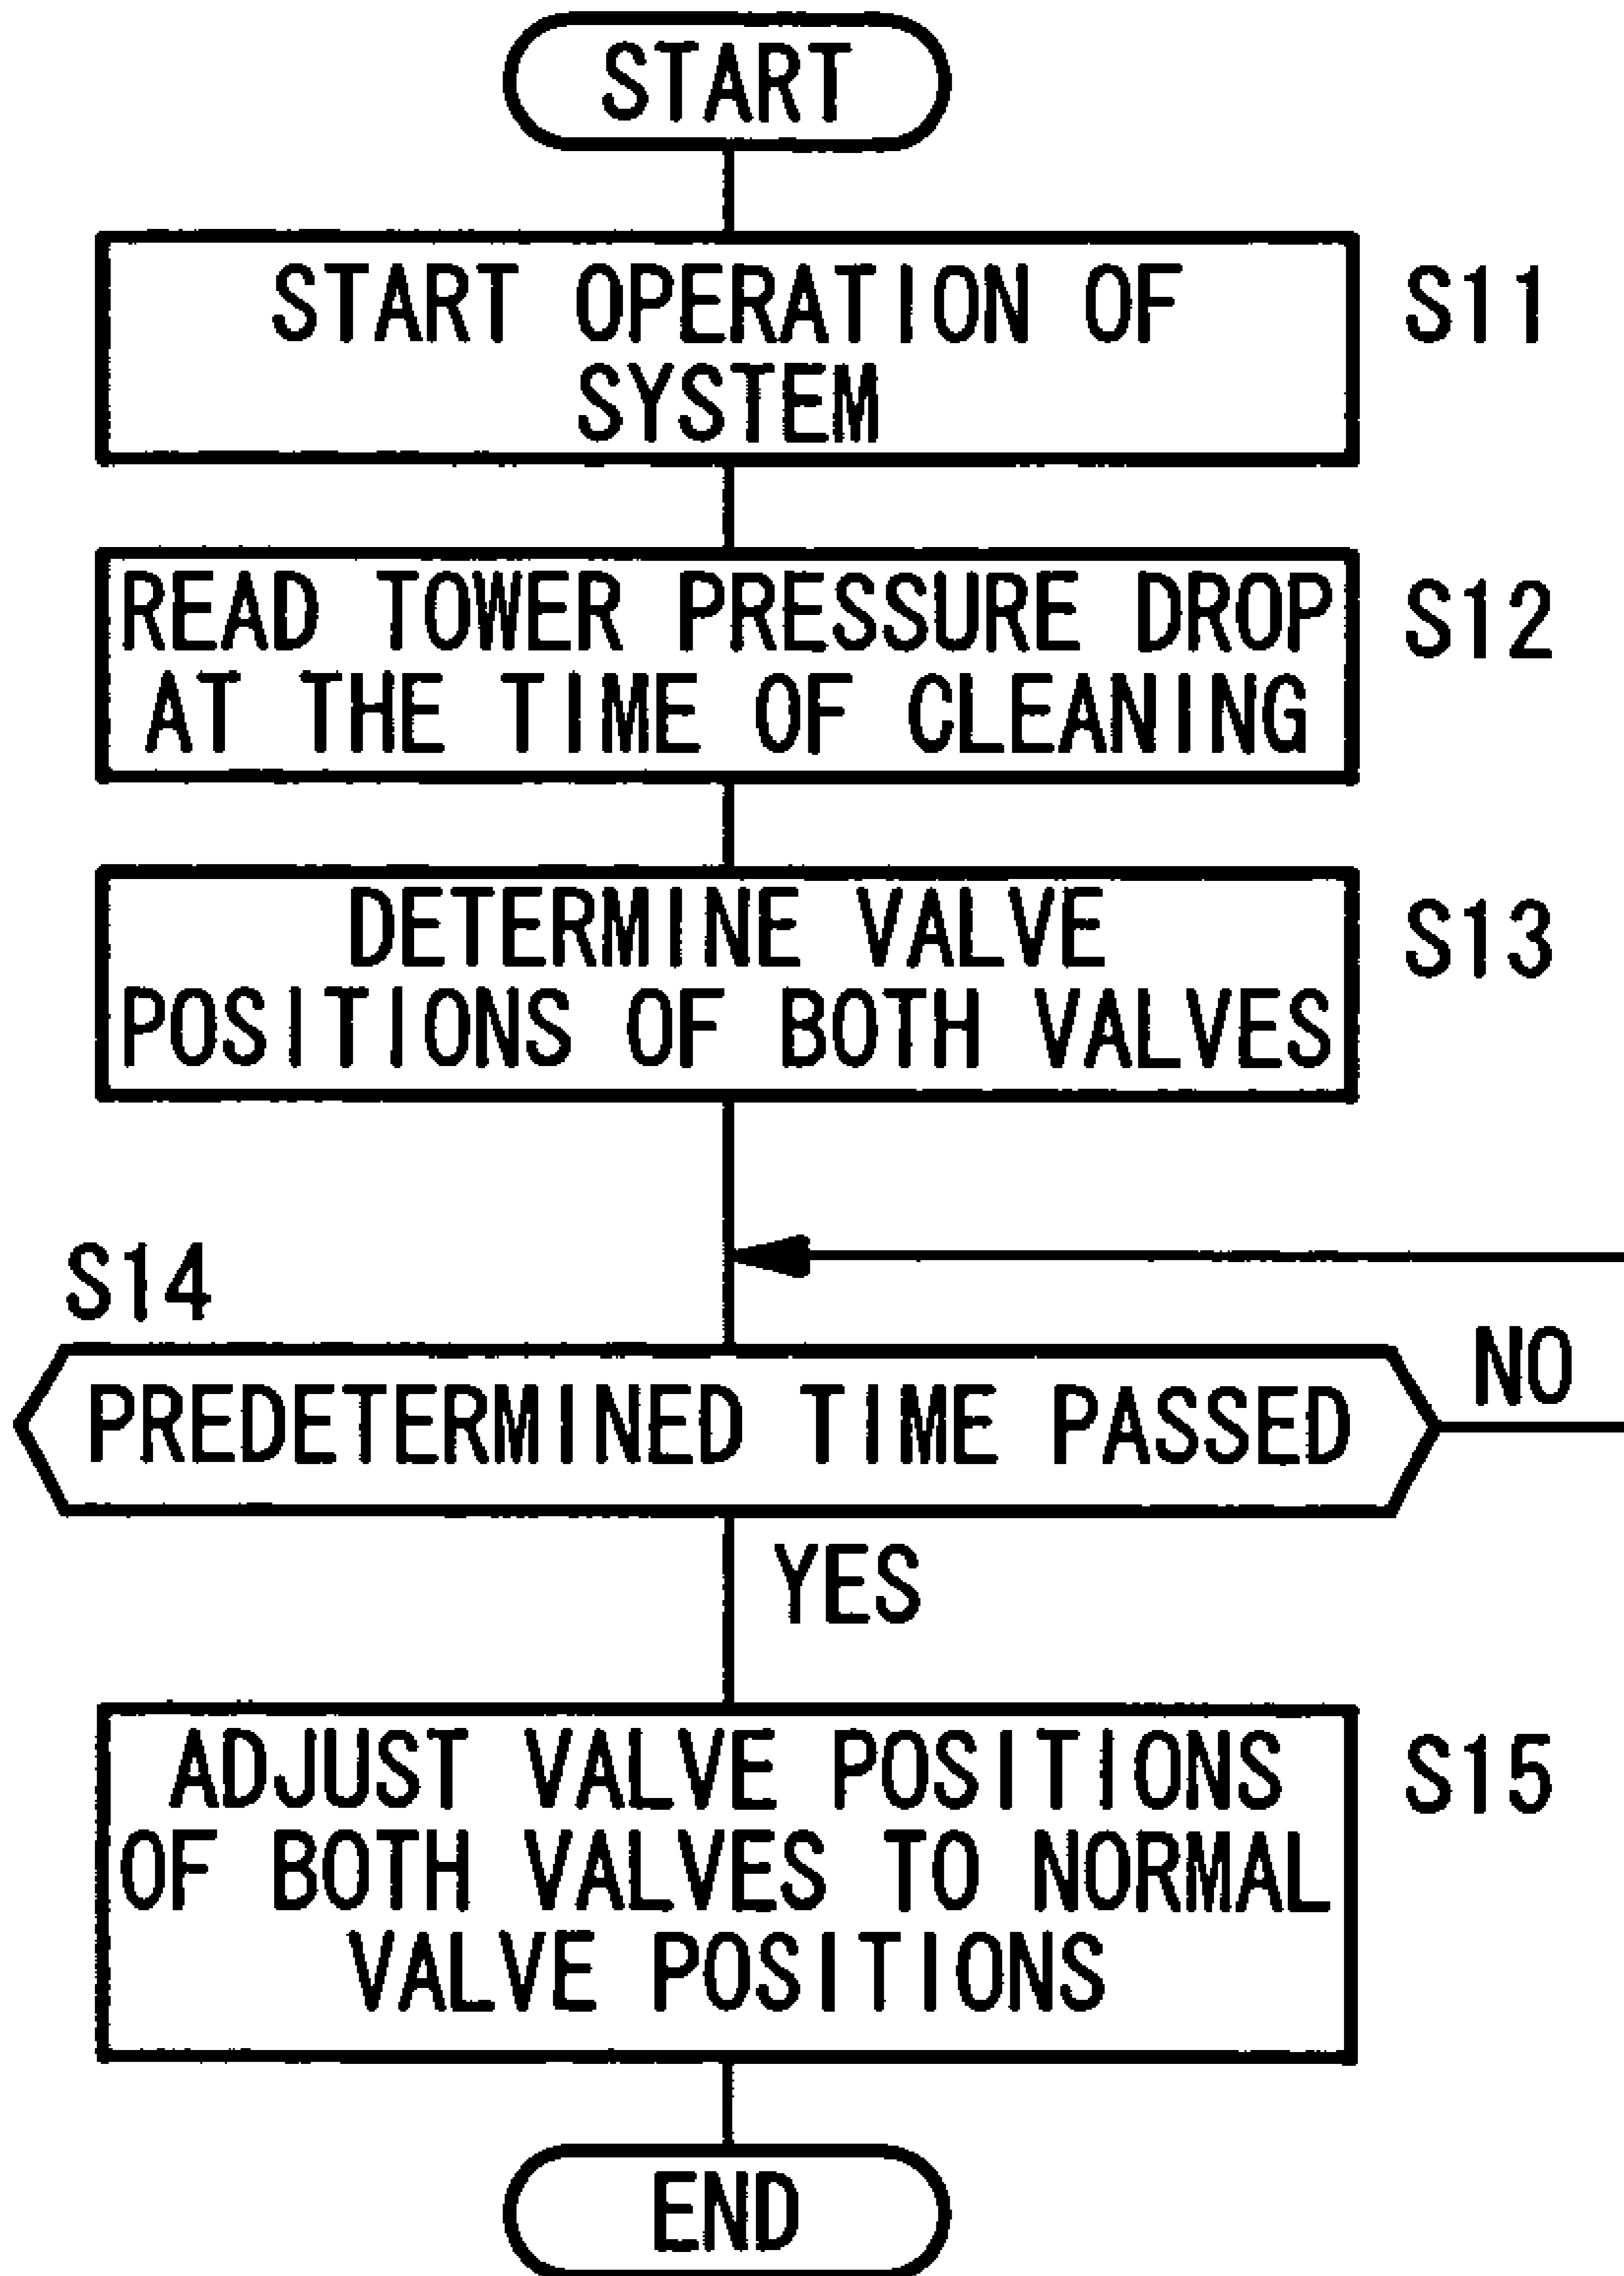 START
START OPERATION OF
SYSTEM
S11
READ TOWER PRESSURE DROP
AT THE TIME OF CLEANING
S12
DETERMINE VALVE
POSITIONS OF BOTH VALVES
S13
S14
PREDETERMINED TIME PASSED
NO
YES
ADJUST VALVE POSITIONS
OF BOTH VALVES TO NORMAL
VALVE POSITIONS
S15
END